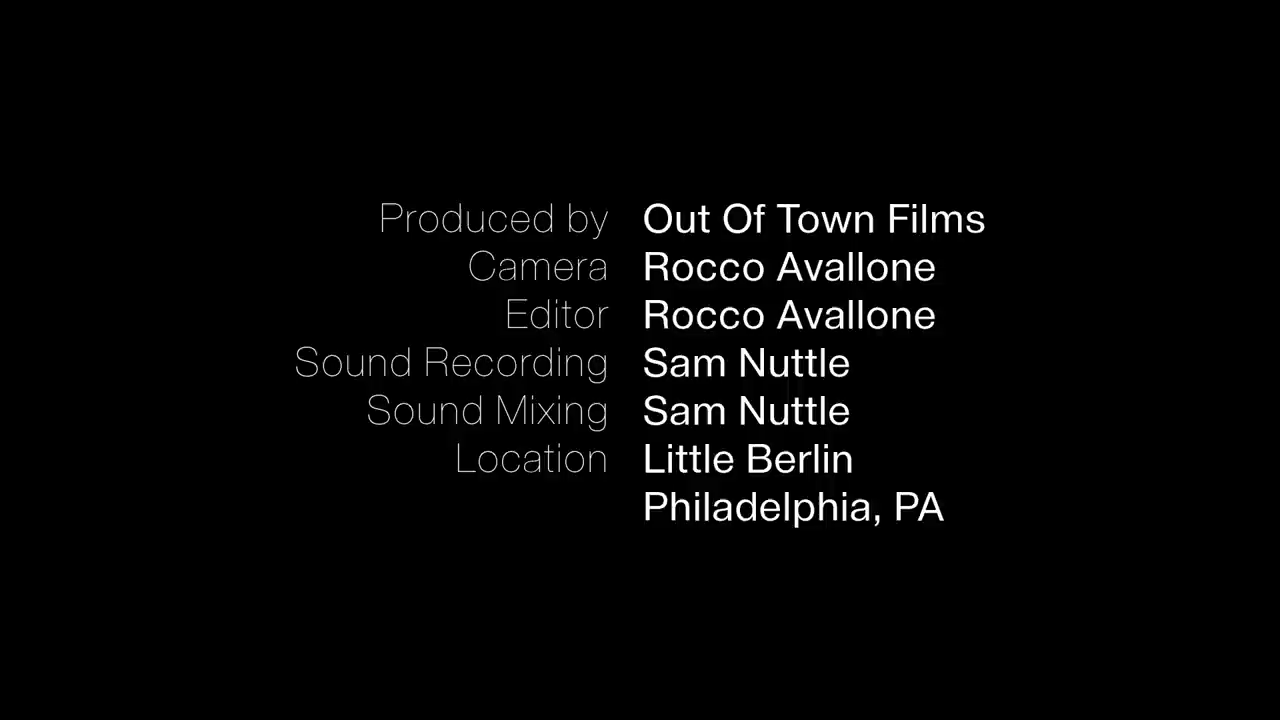 Produced by Out Of Town Films
Camera Rocco Avallone
Editor Rocco Avallone
Sound Recording Sam Nuttle
Sound Mixing Sam Nuttle
Location Little Berlin
Philadelphia, PA